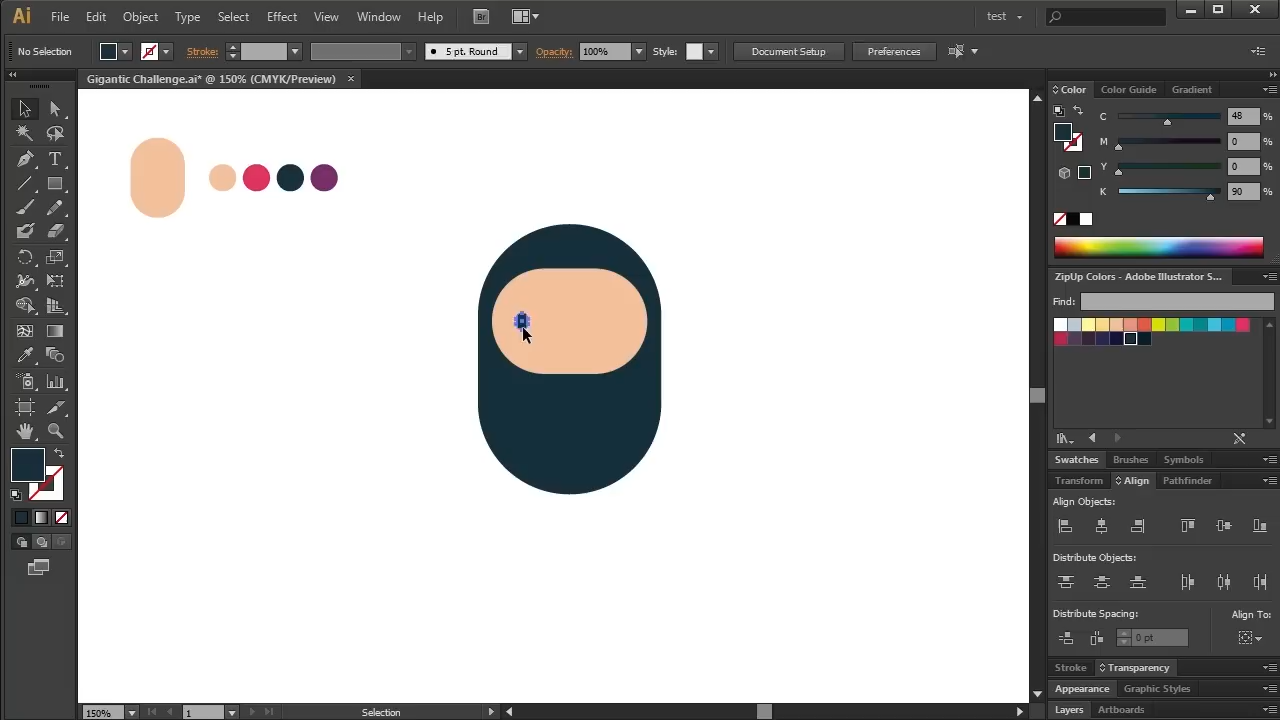 Ai File Edit Object Type Select Effect View Window Help Br test
No Selection Stroke: 5 pt. Round Opacity: 100% Style: Document Setup Preferences
Gigantic Challenge.ai* @ 150% (CMYK/Preview)
Color Color Guide Gradient
C 48 %
M 0 %
Y 0 %
K 90 %
ZipUp Colors - Adobe Illustrator S...
Find:
Swatches Brushes Symbols
Transform Align Pathfinder
Align Objects:
Distribute Objects:
Distribute Spacing: Align To:
0 pt
Stroke Transparency
Appearance Graphic Styles
Layers Artboards
150% 1 Selection